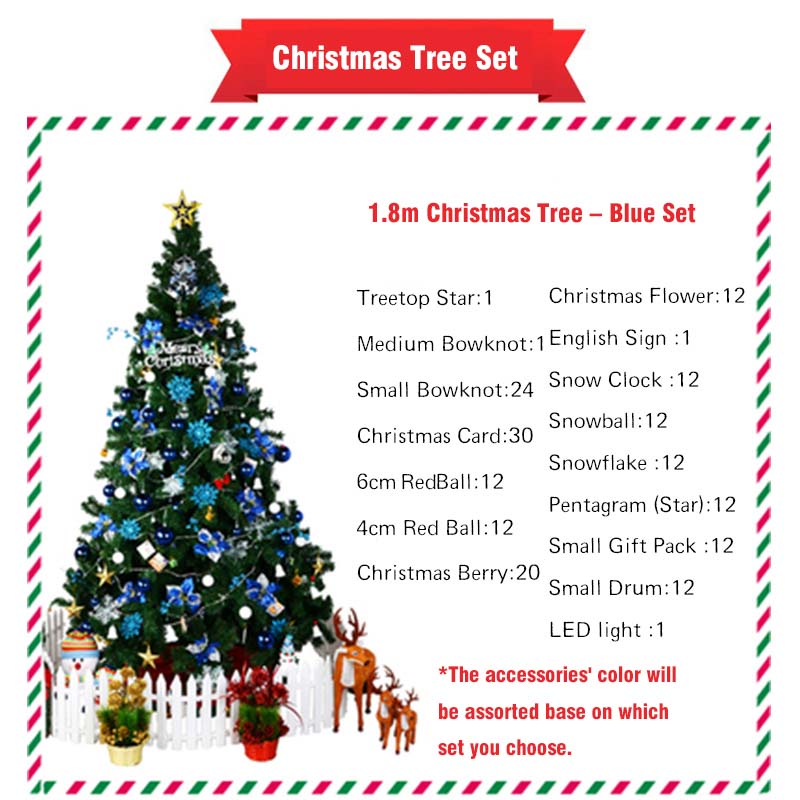 Christmas Tree Set
1.8m Christmas Tree – Blue Set
Treetop Star:1
Medium Bowknot:1
Small Bowknot:24
Christmas Card:30
6cm RedBall:12
4cm Red Ball:12
Christmas Berry:20
Christmas Flower:12
English Sign :1
Snow Clock :12
Snowball:12
Snowflake :12
Pentagram (Star):12
Small Gift Pack :12
Small Drum:12
LED light :1
*The accessories' color will
be assorted base on which
set you choose.
Merry
Christmas